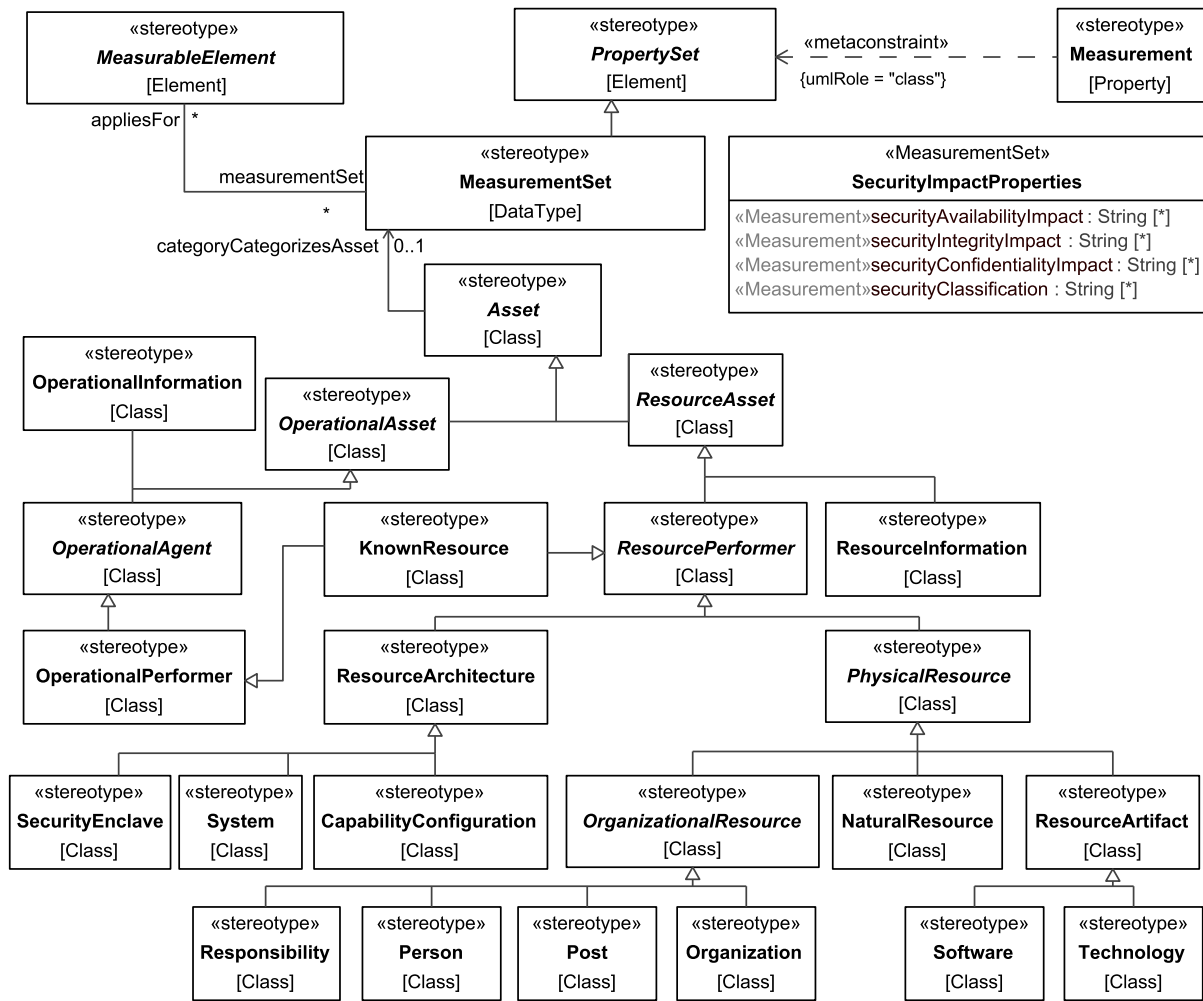 «stereotype»
MeasurableElement
[Element]
«stereotype»
PropertySet
[Element]
«metaconstraint»
{umlRole = "class"}
«stereotype»
Measurement
[Property]
appliesFor
*
measurementSet
*
«stereotype»
MeasurementSet
[DataType]
«MeasurementSet»
SecurityImpactProperties
«Measurement»securityAvailabilityImpact : String [*]
«Measurement»securityIntegrityImpact : String [*]
«Measurement»securityConfidentialityImpact : String [*]
«Measurement»securityClassification : String [*]
categoryCategorizesAsset
0..1
«stereotype»
Asset
[Class]
«stereotype»
OperationalInformation
[Class]
«stereotype»
OperationalAsset
[Class]
«stereotype»
ResourceAsset
[Class]
«stereotype»
OperationalAgent
[Class]
«stereotype»
KnownResource
[Class]
«stereotype»
ResourcePerformer
[Class]
«stereotype»
ResourceInformation
[Class]
«stereotype»
OperationalPerformer
[Class]
«stereotype»
ResourceArchitecture
[Class]
«stereotype»
PhysicalResource
[Class]
«stereotype»
SecurityEnclave
[Class]
«stereotype»
System
[Class]
«stereotype»
CapabilityConfiguration
[Class]
«stereotype»
OrganizationalResource
[Class]
«stereotype»
NaturalResource
[Class]
«stereotype»
ResourceArtifact
[Class]
«stereotype»
Responsibility
[Class]
«stereotype»
Person
[Class]
«stereotype»
Post
[Class]
«stereotype»
Organization
[Class]
«stereotype»
Software
[Class]
«stereotype»
Technology
[Class]